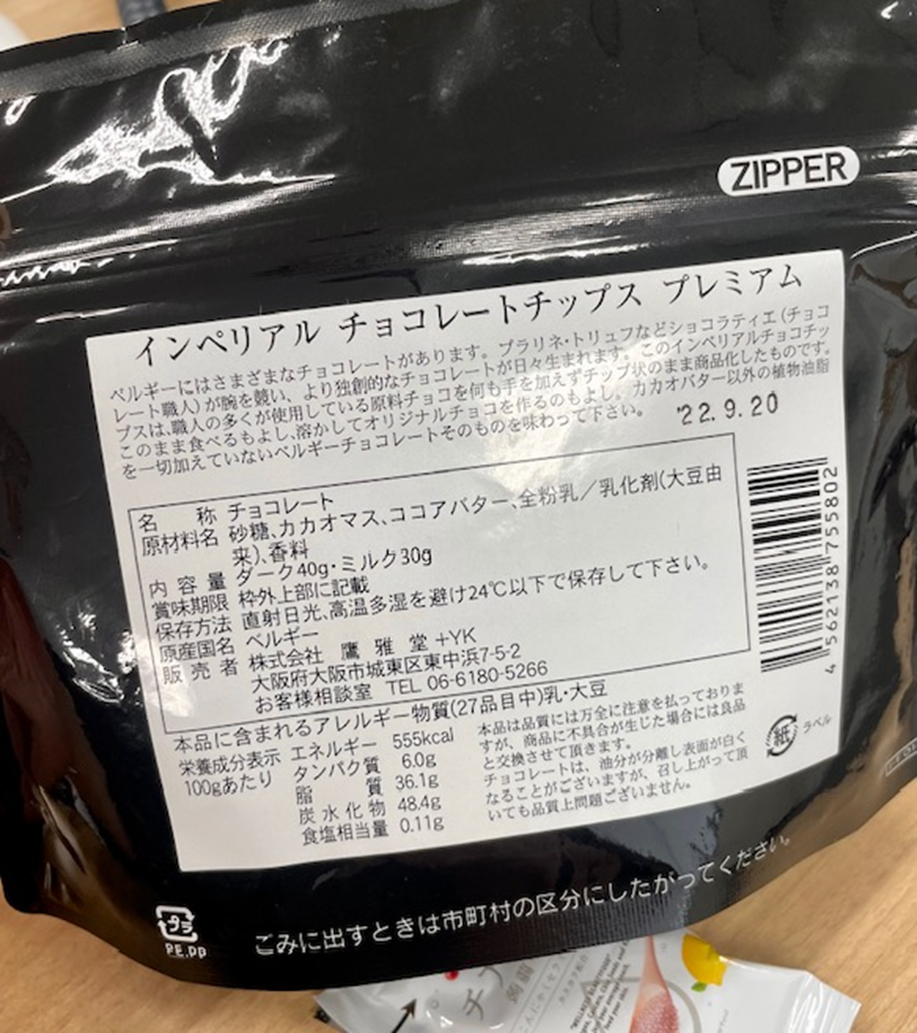 ZIPPER
インペリアル チョコレートチップス プレミアム
ベルギーにはさまざまなチョコレートがあります。プラリネ・トリュフなどショコラティエ(チョコ
レート職人)が腕を競い、より独創的なチョコレートが日々生まれます。このインペリアルチョコチッ
プスは、職人の多くが使用している原料チョコを何も手を加えずチップ状のまま商品化したものです。
このまま食べるもよし、溶かしてオリジナルチョコを作るのもよし。カカオバター以外の植物油脂
を一切加えていないベルギーチョコレートそのものを味わって下さい。
'22.9.20
名 称 チョコレート
原材料名 砂糖、カカオマス、ココアバター、全粉乳/乳化剤(大豆由
来)、香料
内容量 ダーク40g・ミルク30g
賞味期限 枠外上部に記載
保存方法 直射日光、高温多湿を避け24℃以下で保存して下さい。
原産国名 ベルギー
販売者 株式会社 鷹雅堂+YK
大阪府大阪市城東区東中浜7-5-2
お客様相談室 TEL 06-6180-5266
4562138755802
本品に含まれるアレルギー物質(27品目中)乳・大豆
栄養成分表示
100gあたり
エネルギー 555kcal
タンパク質 6.0g
脂質 36.1g
炭水化物 48.4g
食塩相当量 0.11g
本品は品質には万全に注意を払っておりま
すが、商品に不具合が生じた場合には良品
と交換させて頂きます。
チョコレートは、油分が分離し表面が白く
なることがございますが、召し上がって頂
いても品質上問題ございません。
紙 ラベル
プラ
PE,PP
ごみに出すときは市町村の区分にしたがってください。